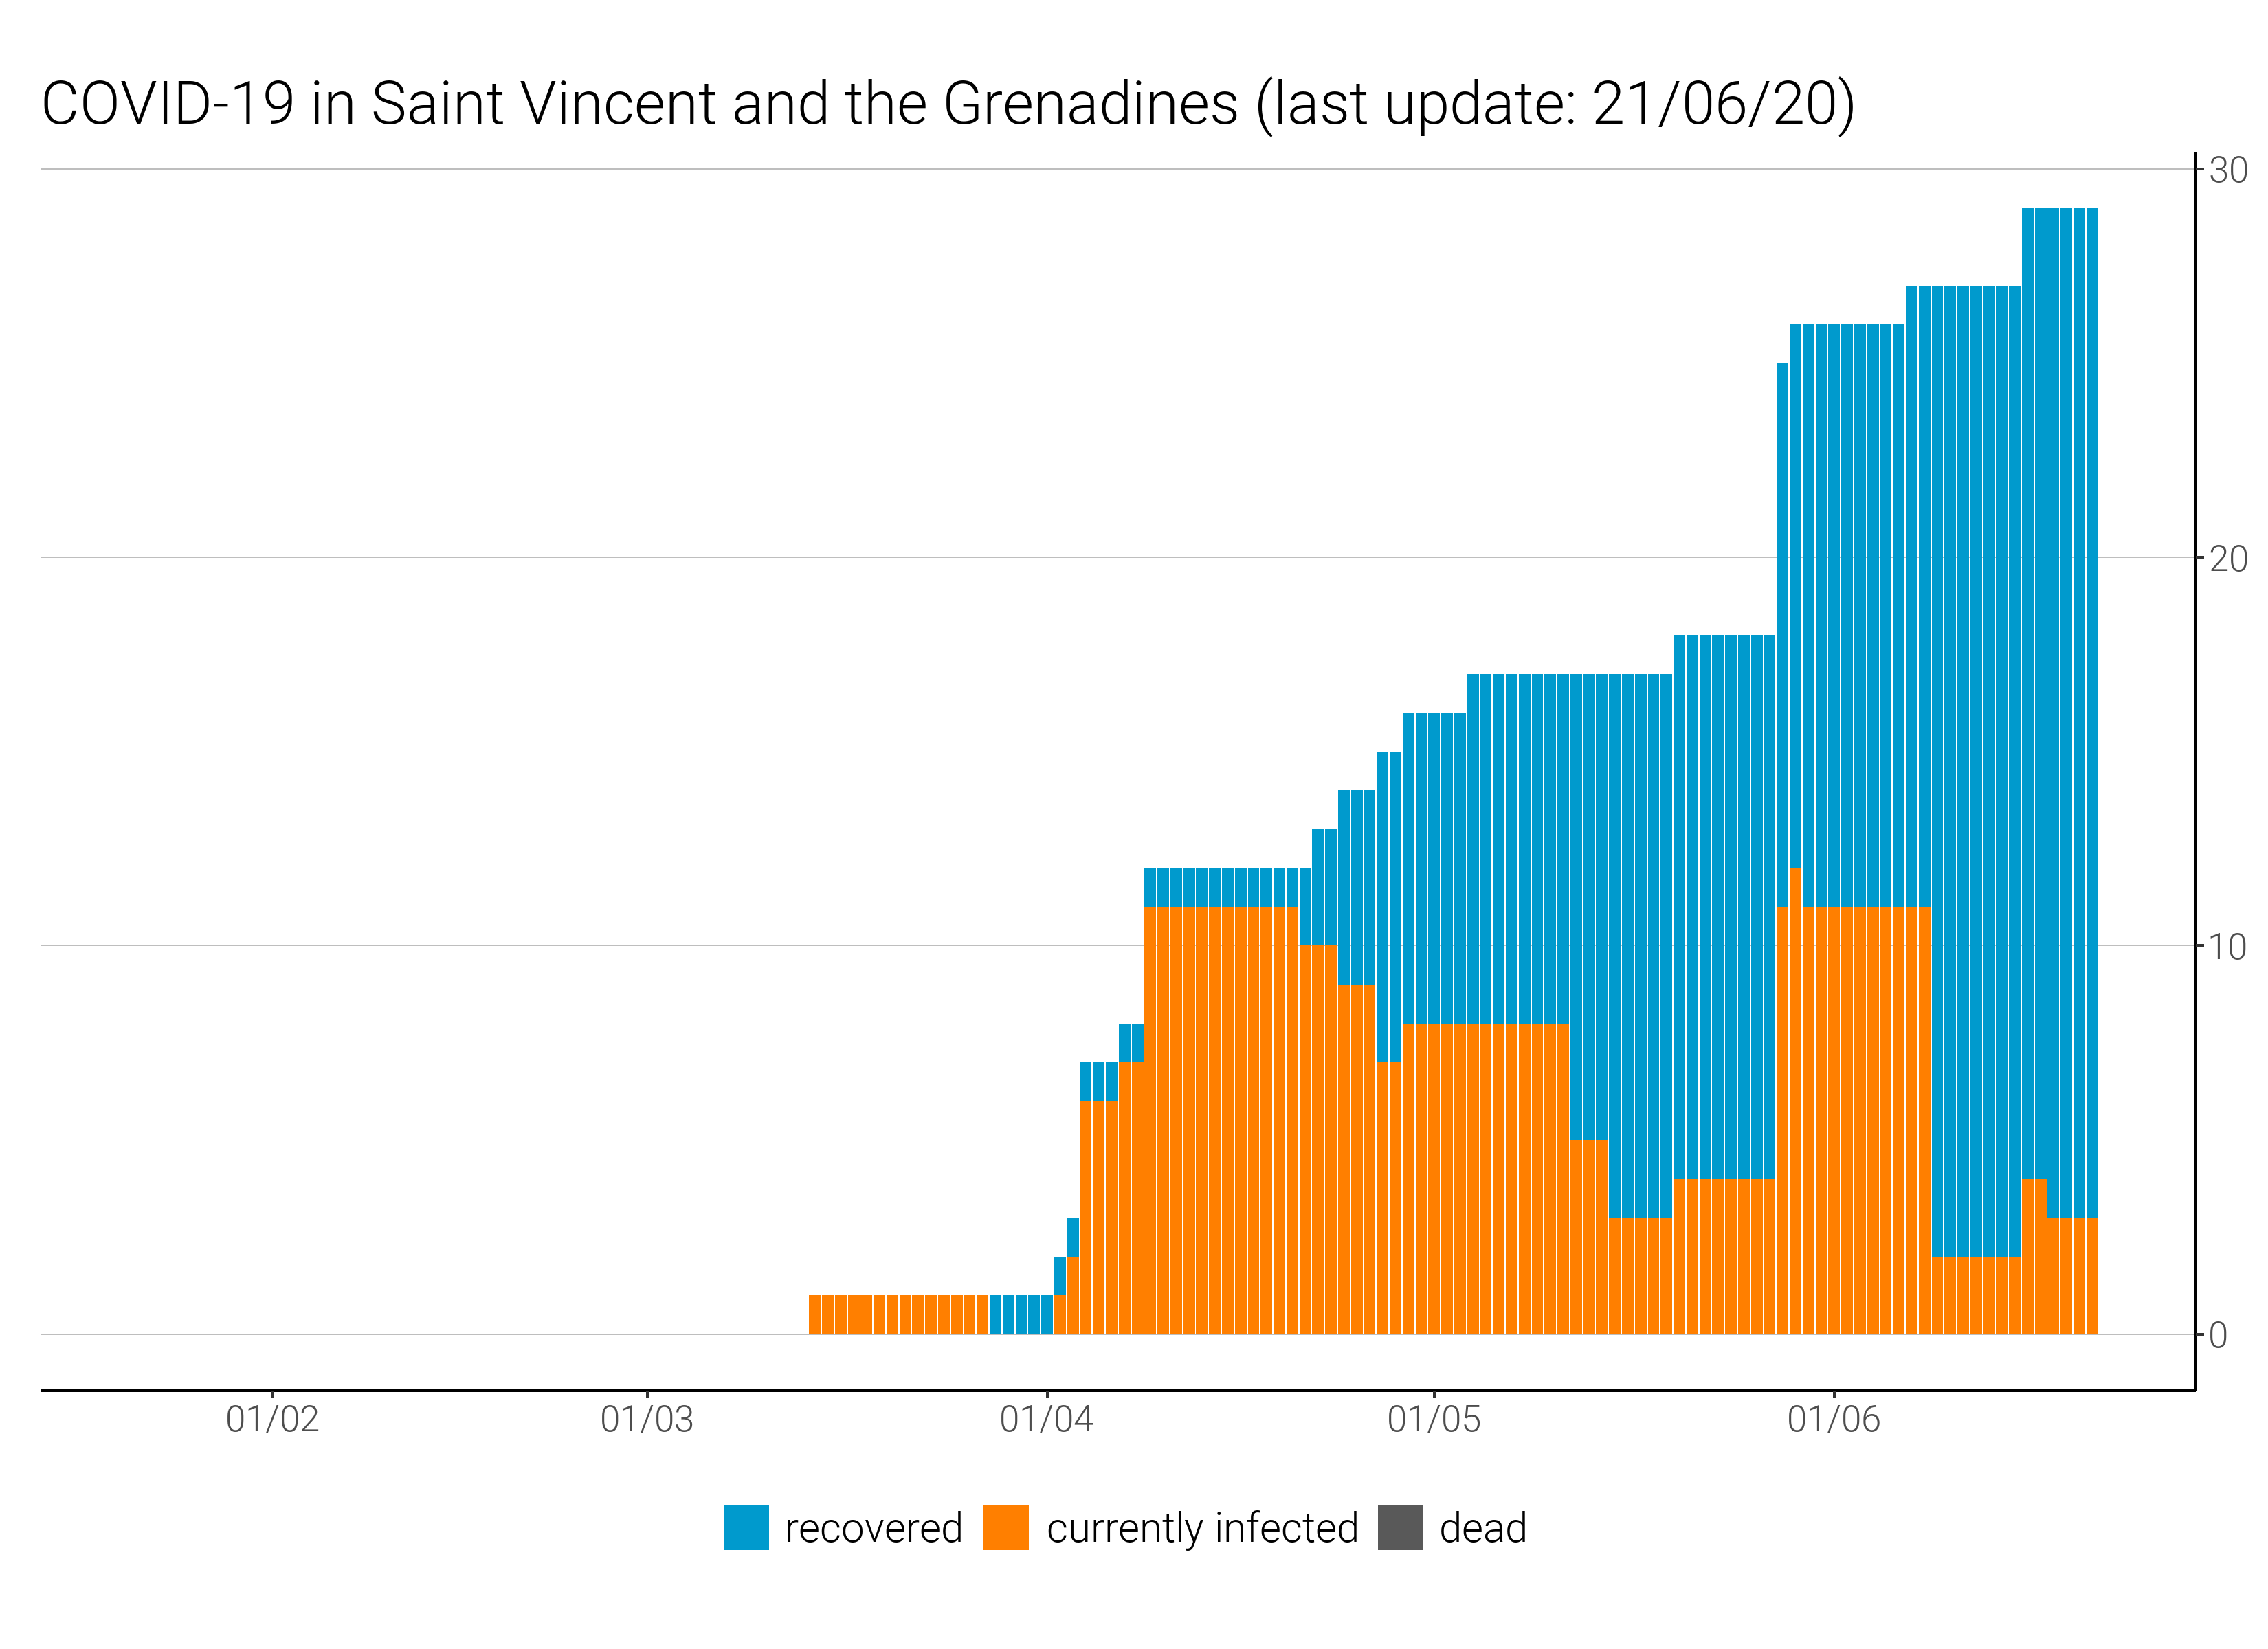 COVID-19 in Saint Vincent and the Grenadines (last update: 21/06/20)
30
20
10
0
01/02 01/03 01/04 01/05 01/06
recovered currently infected dead